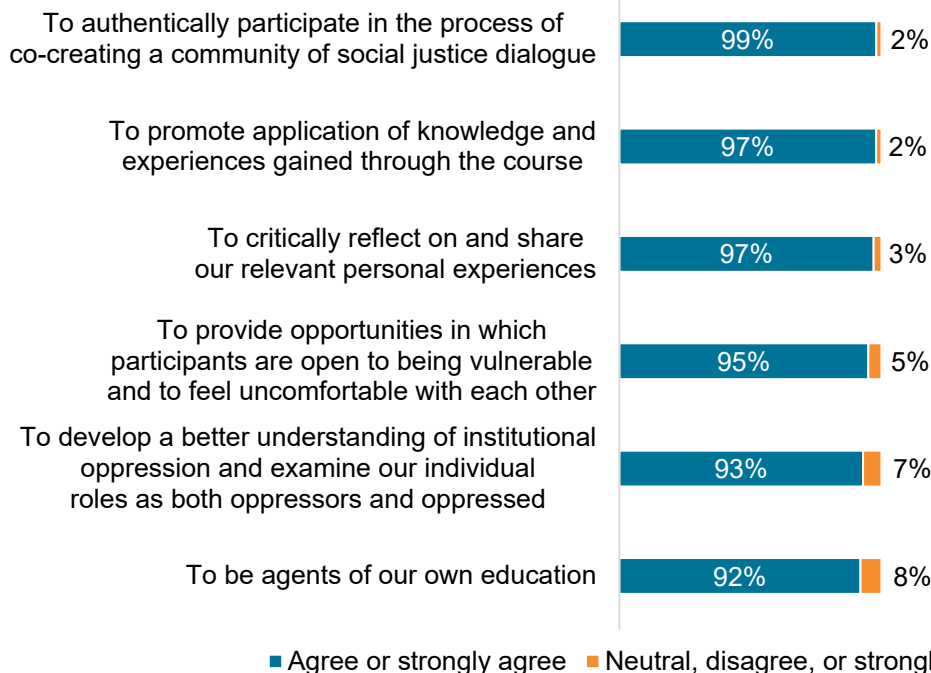 To authentically participate in the process of
co-creating a community of social justice dialogue
99%
2%
To promote application of knowledge and
experiences gained through the course
97%
2%
To critically reflect on and share
our relevant personal experiences
97%
3%
To provide opportunities in which
participants are open to being vulnerable
and to feel uncomfortable with each other
95%
5%
To develop a better understanding of institutional
oppression and examine our individual
roles as both oppressors and oppressed
93%
7%
To be agents of our own education
92%
8%
Agree or strongly agree
Neutral, disagree, or